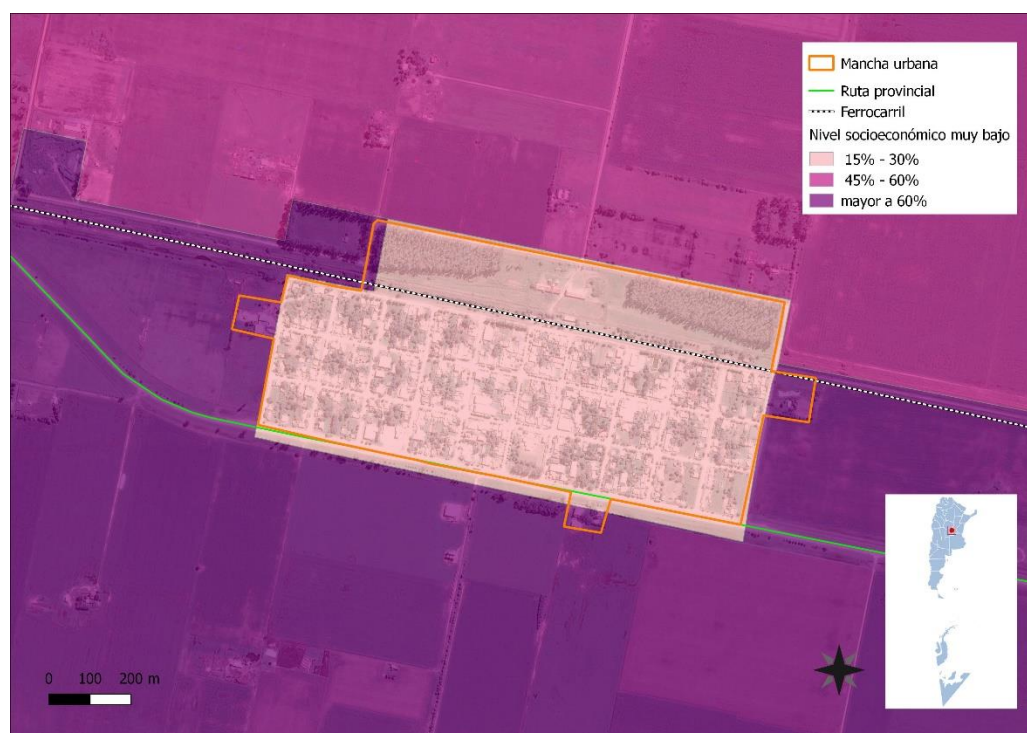 Mancha urbana
Ruta provincial
Ferrocarril
Nivel socioeconómico muy bajo
15% - 30%
45% - 60%
mayor a 60%
0 100 200 m